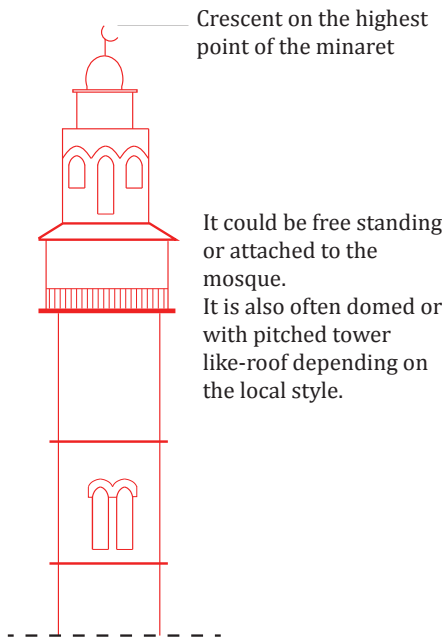 Crescent on the highest
point of the minaret
It could be free standing
or attached to the
mosque.
It is also often domed or
with pitched tower
like-roof depending on
the local style.